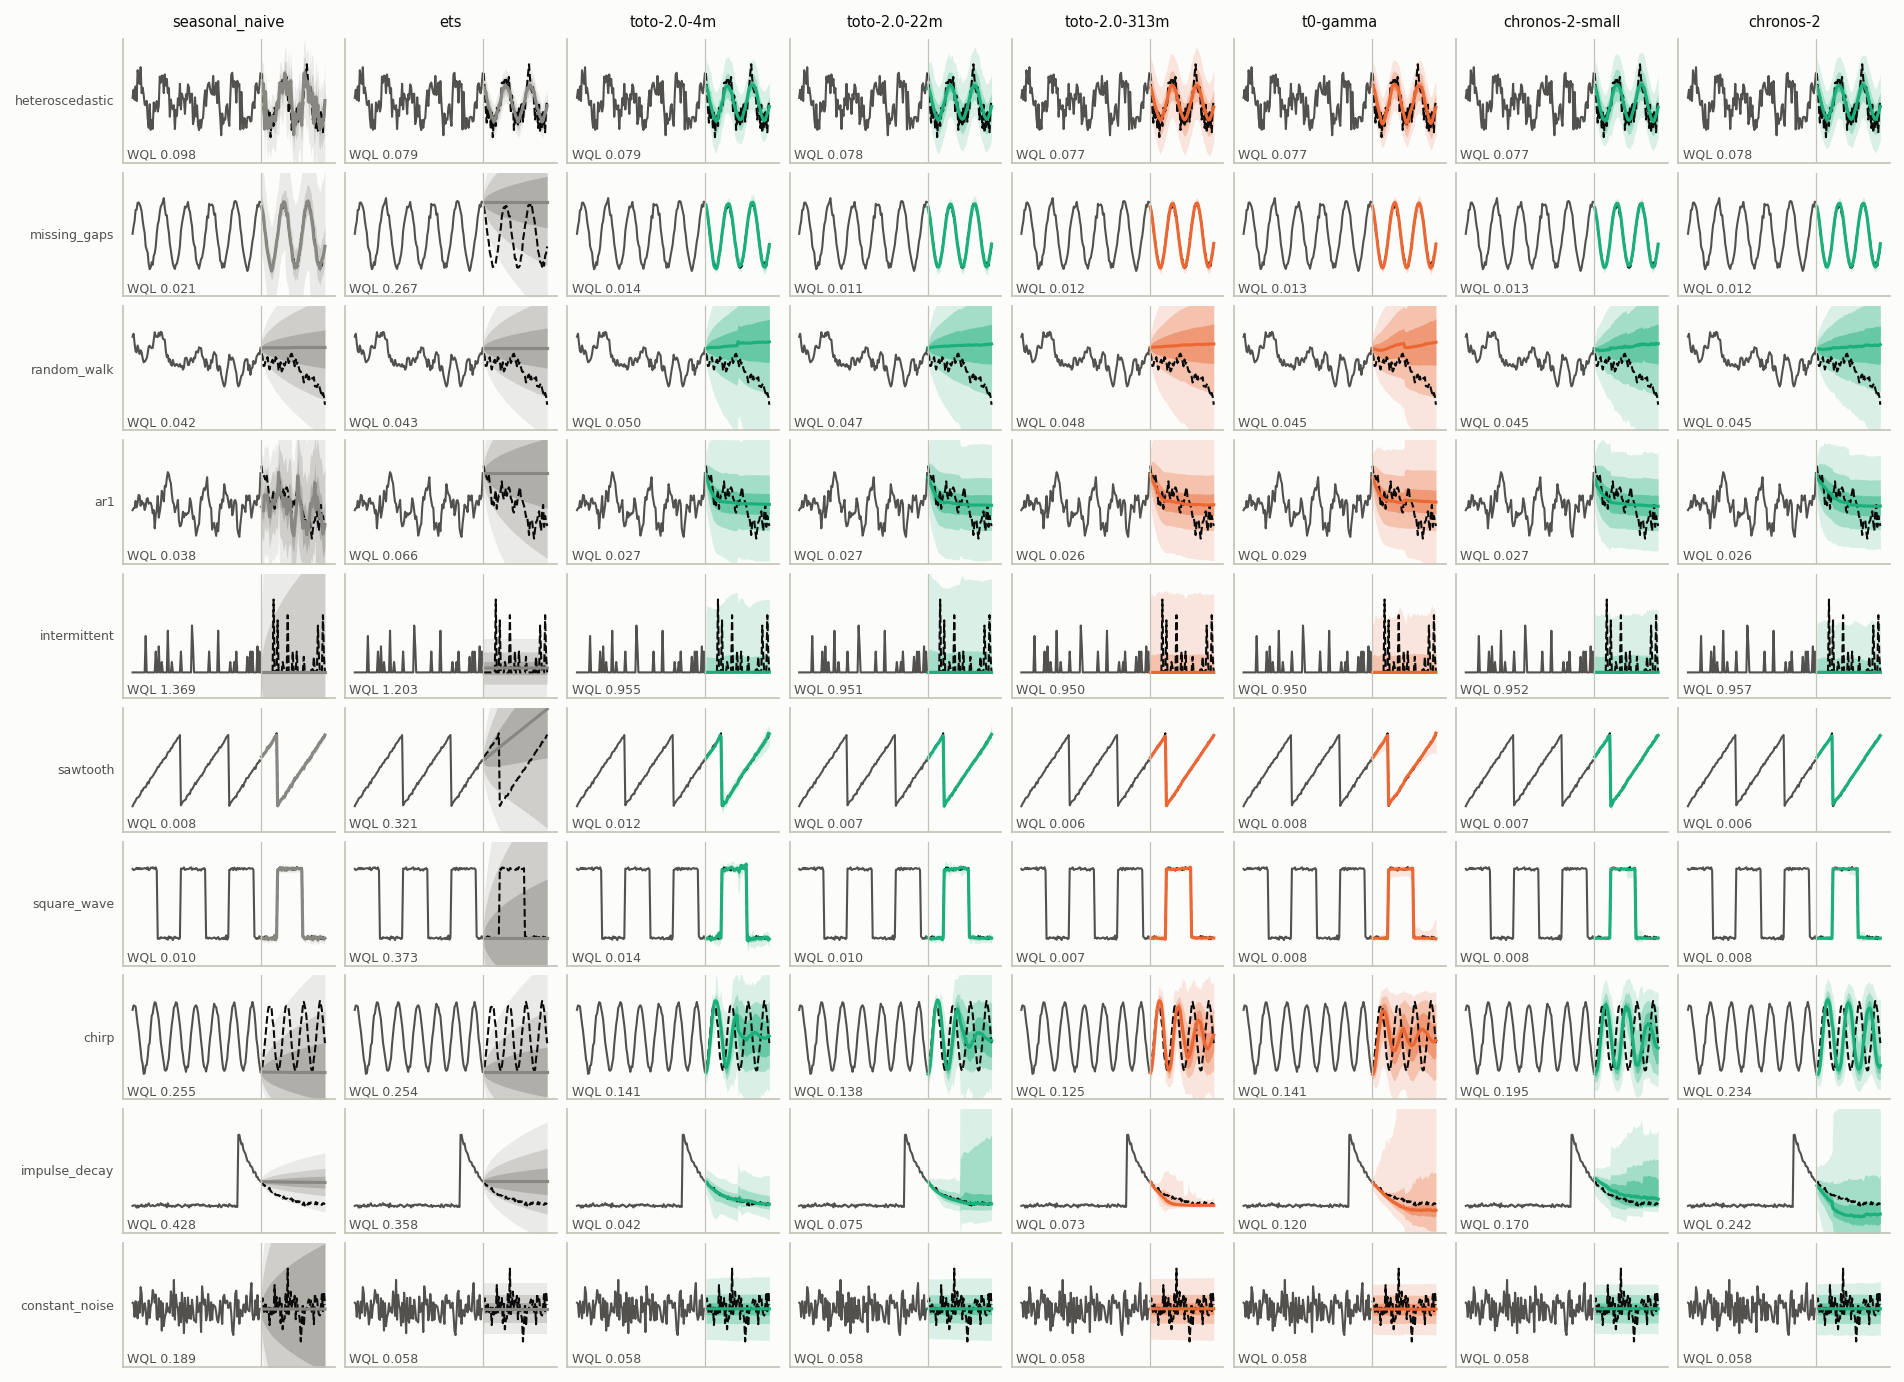 seasonal_naive ets toto-2.0-4m toto-2.0-22m toto-2.0-313m t0-gamma chronos-2-small chronos-2
heteroscedastic
WQL 0.098 WQL 0.079 WQL 0.079 WQL 0.078 WQL 0.077 WQL 0.077 WQL 0.077 WQL 0.078
missing_gaps
WQL 0.021 WQL 0.267 WQL 0.014 WQL 0.011 WQL 0.012 WQL 0.013 WQL 0.013 WQL 0.012
random_walk
WQL 0.042 WQL 0.043 WQL 0.050 WQL 0.047 WQL 0.048 WQL 0.045 WQL 0.045 WQL 0.045
ar1
WQL 0.038 WQL 0.066 WQL 0.027 WQL 0.027 WQL 0.026 WQL 0.029 WQL 0.027 WQL 0.026
intermittent
WQL 1.369 WQL 1.203 WQL 0.955 WQL 0.951 WQL 0.950 WQL 0.950 WQL 0.952 WQL 0.957
sawtooth
WQL 0.008 WQL 0.321 WQL 0.012 WQL 0.007 WQL 0.006 WQL 0.008 WQL 0.007 WQL 0.006
square_wave
WQL 0.010 WQL 0.373 WQL 0.014 WQL 0.010 WQL 0.007 WQL 0.008 WQL 0.008 WQL 0.008
chirp
WQL 0.255 WQL 0.254 WQL 0.141 WQL 0.138 WQL 0.125 WQL 0.141 WQL 0.195 WQL 0.234
impulse_decay
WQL 0.428 WQL 0.358 WQL 0.042 WQL 0.075 WQL 0.073 WQL 0.120 WQL 0.170 WQL 0.242
constant_noise
WQL 0.189 WQL 0.058 WQL 0.058 WQL 0.058 WQL 0.058 WQL 0.058 WQL 0.058 WQL 0.058